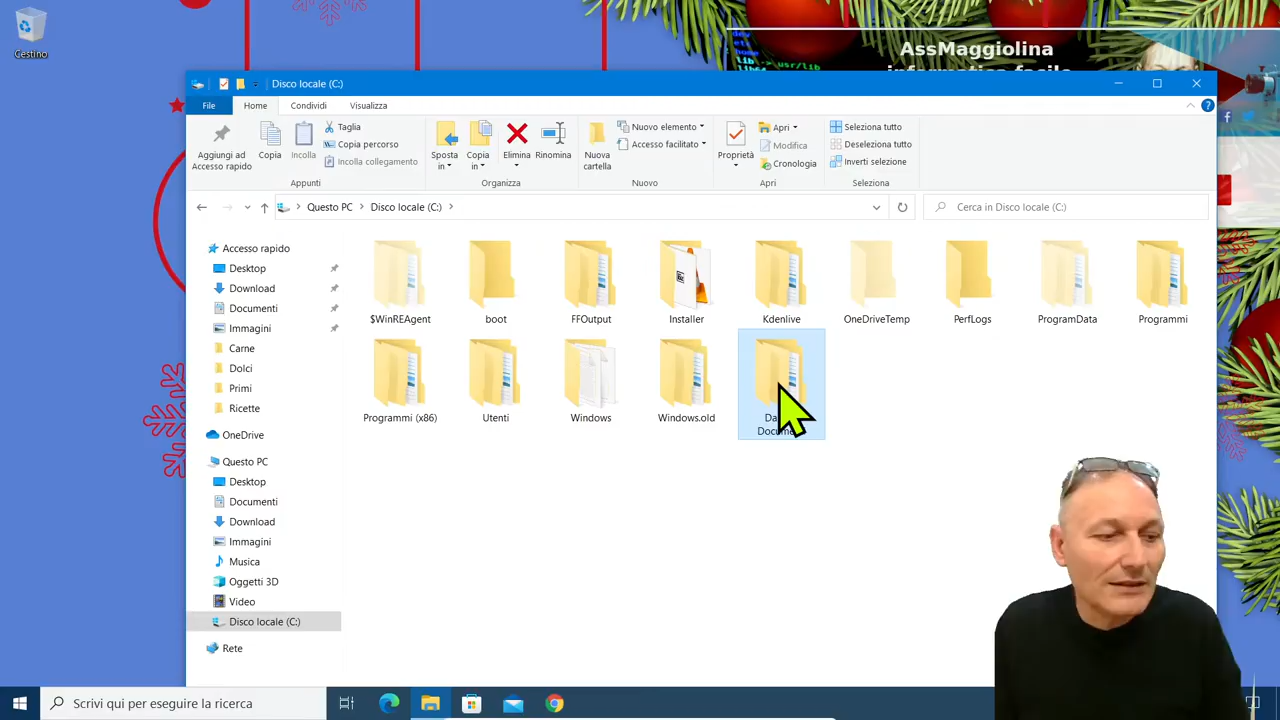 Cestino
AssMaggiolina
lib -> usr/lib
Disco locale (C:)
File
Home
Condividi
Visualizza
Aggiungi ad
Accesso rapido
Copia
Incolla
Taglia
Copia percorso
Incolla collegamento
Appunti
Sposta
in
Copia
in
Elimina
Rinomina
Organizza
Nuova
cartella
Nuovo elemento
Accesso facilitato
Nuovo
Proprietà
Apri
Modifica
Cronologia
Apri
Seleziona tutto
Deseleziona tutto
Inverti selezione
Seleziona
Questo PC
Disco locale (C:)
Cerca in Disco locale (C:)
Accesso rapido
Desktop
Download
Documenti
Immagini
Carne
Dolci
Primi
Ricette
OneDrive
Questo PC
Desktop
Documenti
Download
Immagini
Musica
Oggetti 3D
Video
Disco locale (C:)
Rete
$WinREAgent
boot
FFOutput
Installer
Kdenlive
OneDriveTemp
PerfLogs
ProgramData
Programmi
Programmi (x86)
Utenti
Windows
Windows.old
Scrivi qui per eseguire la ricerca